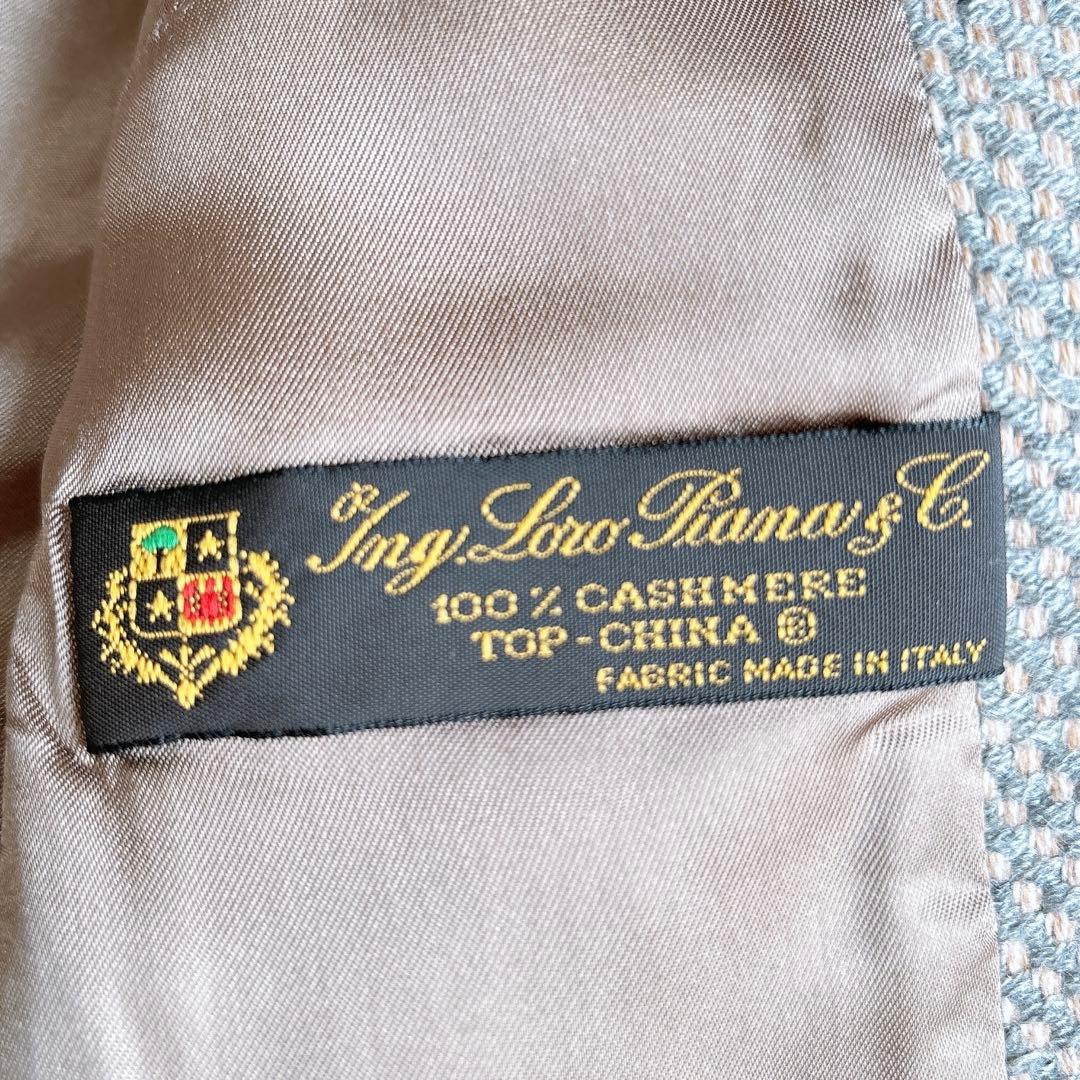 Ing. Loro Piana & C.
100% CASHMERE
TOP-CHINA ®
FABRIC MADE IN ITALY